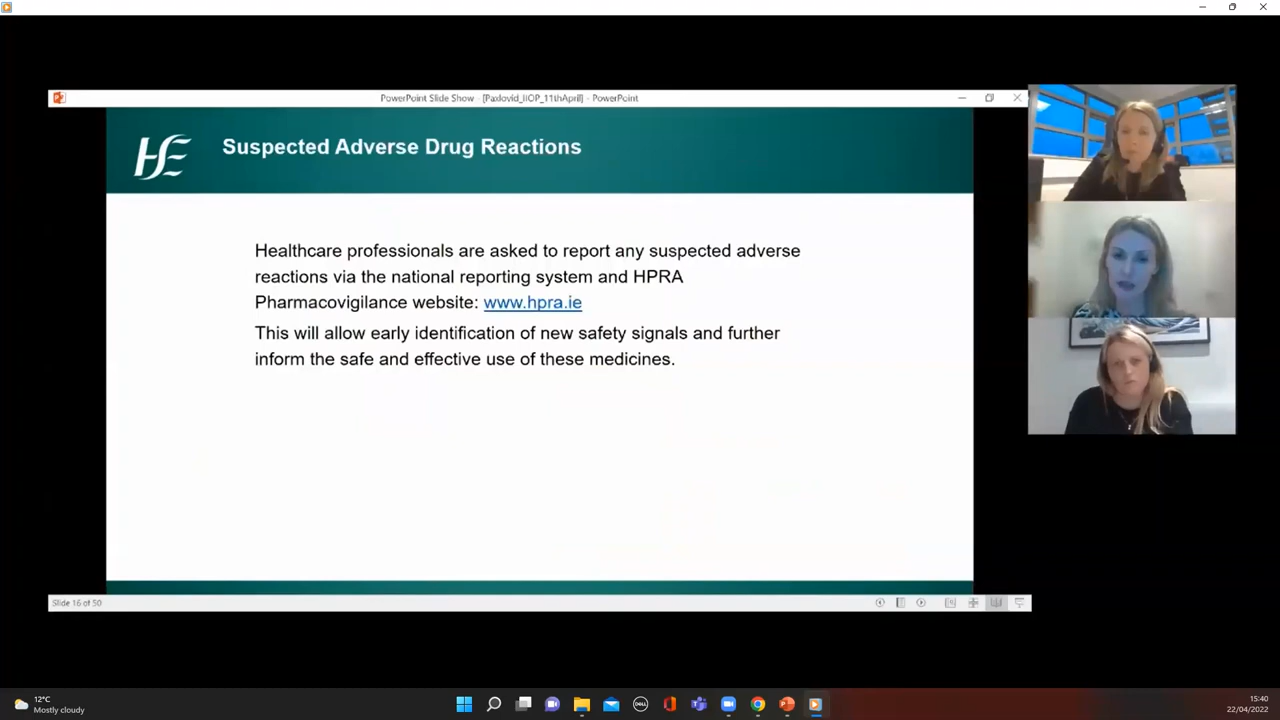 PowerPoint Slide Show - [Paxlovid_IIOP_11thApril] - PowerPoint
HSE
Suspected Adverse Drug Reactions
Healthcare professionals are asked to report any suspected adverse
reactions via the national reporting system and HPRA
Pharmacovigilance website: www.hpra.ie
This will allow early identification of new safety signals and further
inform the safe and effective use of these medicines.
Slide 16 of 50
12°C
Mostly cloudy
DELL
15:40
22/04/2022